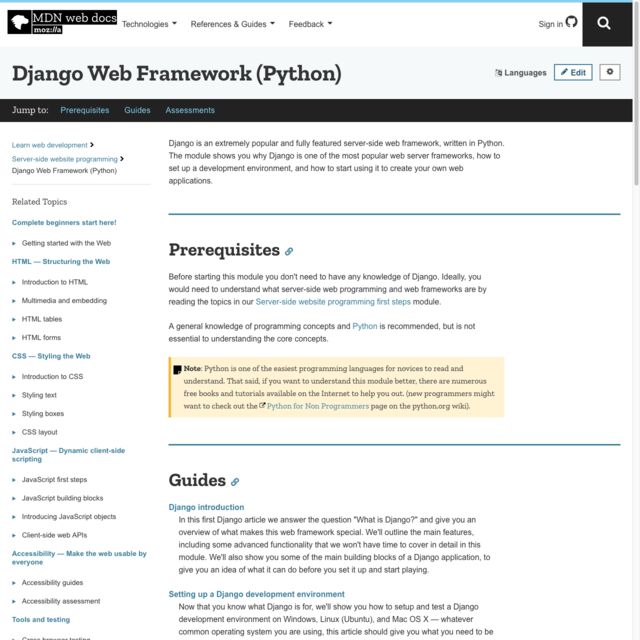 MDN web docs
moz://a
Technologies
References & Guides
Feedback
Sign in
Django Web Framework (Python)
Languages
Edit
Jump to:
Prerequisites
Guides
Assessments
Learn web development
Server-side website programming
Django Web Framework (Python)
Related Topics
Complete beginners start here!
Getting started with the Web
HTML — Structuring the Web
Introduction to HTML
Multimedia and embedding
HTML tables
HTML forms
CSS — Styling the Web
Introduction to CSS
Styling text
Styling boxes
CSS layout
JavaScript — Dynamic client-side
scripting
JavaScript first steps
JavaScript building blocks
Introducing JavaScript objects
Client-side web APIs
Accessibility — Make the web usable by
everyone
Accessibility guides
Accessibility assessment
Tools and testing
Cross browser testing
Django is an extremely popular and fully featured server-side web framework, written in Python.
The module shows you why Django is one of the most popular web server frameworks, how to
set up a development environment, and how to start using it to create your own web
applications.
Prerequisites
Before starting this module you don't need to have any knowledge of Django. Ideally, you
would need to understand what server-side web programming and web frameworks are by
reading the topics in our Server-side website programming first steps module.
A general knowledge of programming concepts and Python is recommended, but is not
essential to understanding the core concepts.
Note: Python is one of the easiest programming languages for novices to read and
understand. That said, if you want to understand this module better, there are numerous
free books and tutorials available on the Internet to help you out. (new programmers might
want to check out the Python for Non Programmers page on the python.org wiki).
Guides
Django introduction
In this first Django article we answer the question "What is Django?" and give you an
overview of what makes this web framework special. We'll outline the main features,
including some advanced functionality that we won't have time to cover in detail in this
module. We'll also show you some of the main building blocks of a Django application, to
give you an idea of what it can do before you set it up and start playing.
Setting up a Django development environment
Now that you know what Django is for, we'll show you how to setup and test a Django
development environment on Windows, Linux (Ubuntu), and Mac OS X — whatever
common operating system you are using, this article should give you what you need to be